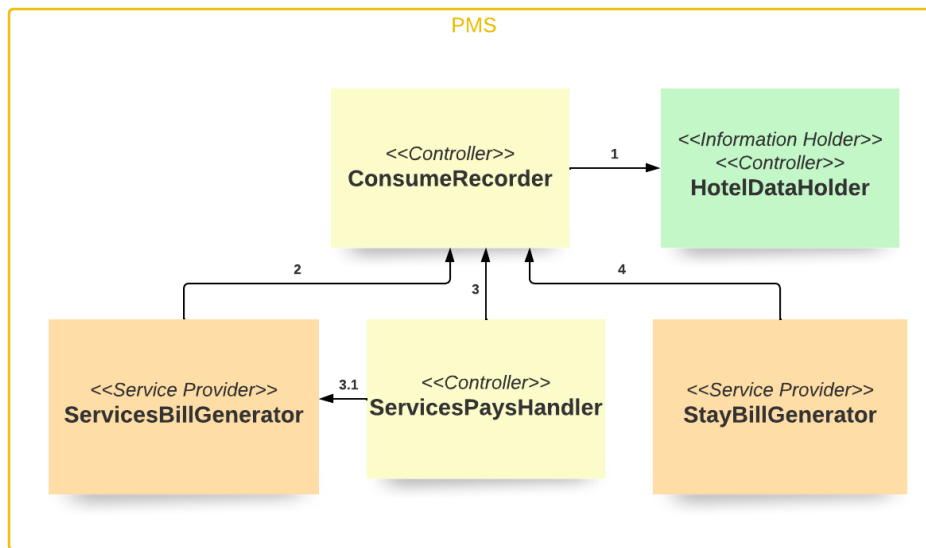 PMS
<<Controller>>
ConsumeRecorder
1
<<Information Holder>>
<<Controller>>
HotelDataHolder
2
3
4
<<Service Provider>>
ServicesBillGenerator
3.1
<<Controller>>
ServicesPaysHandler
<<Service Provider>>
StayBillGenerator